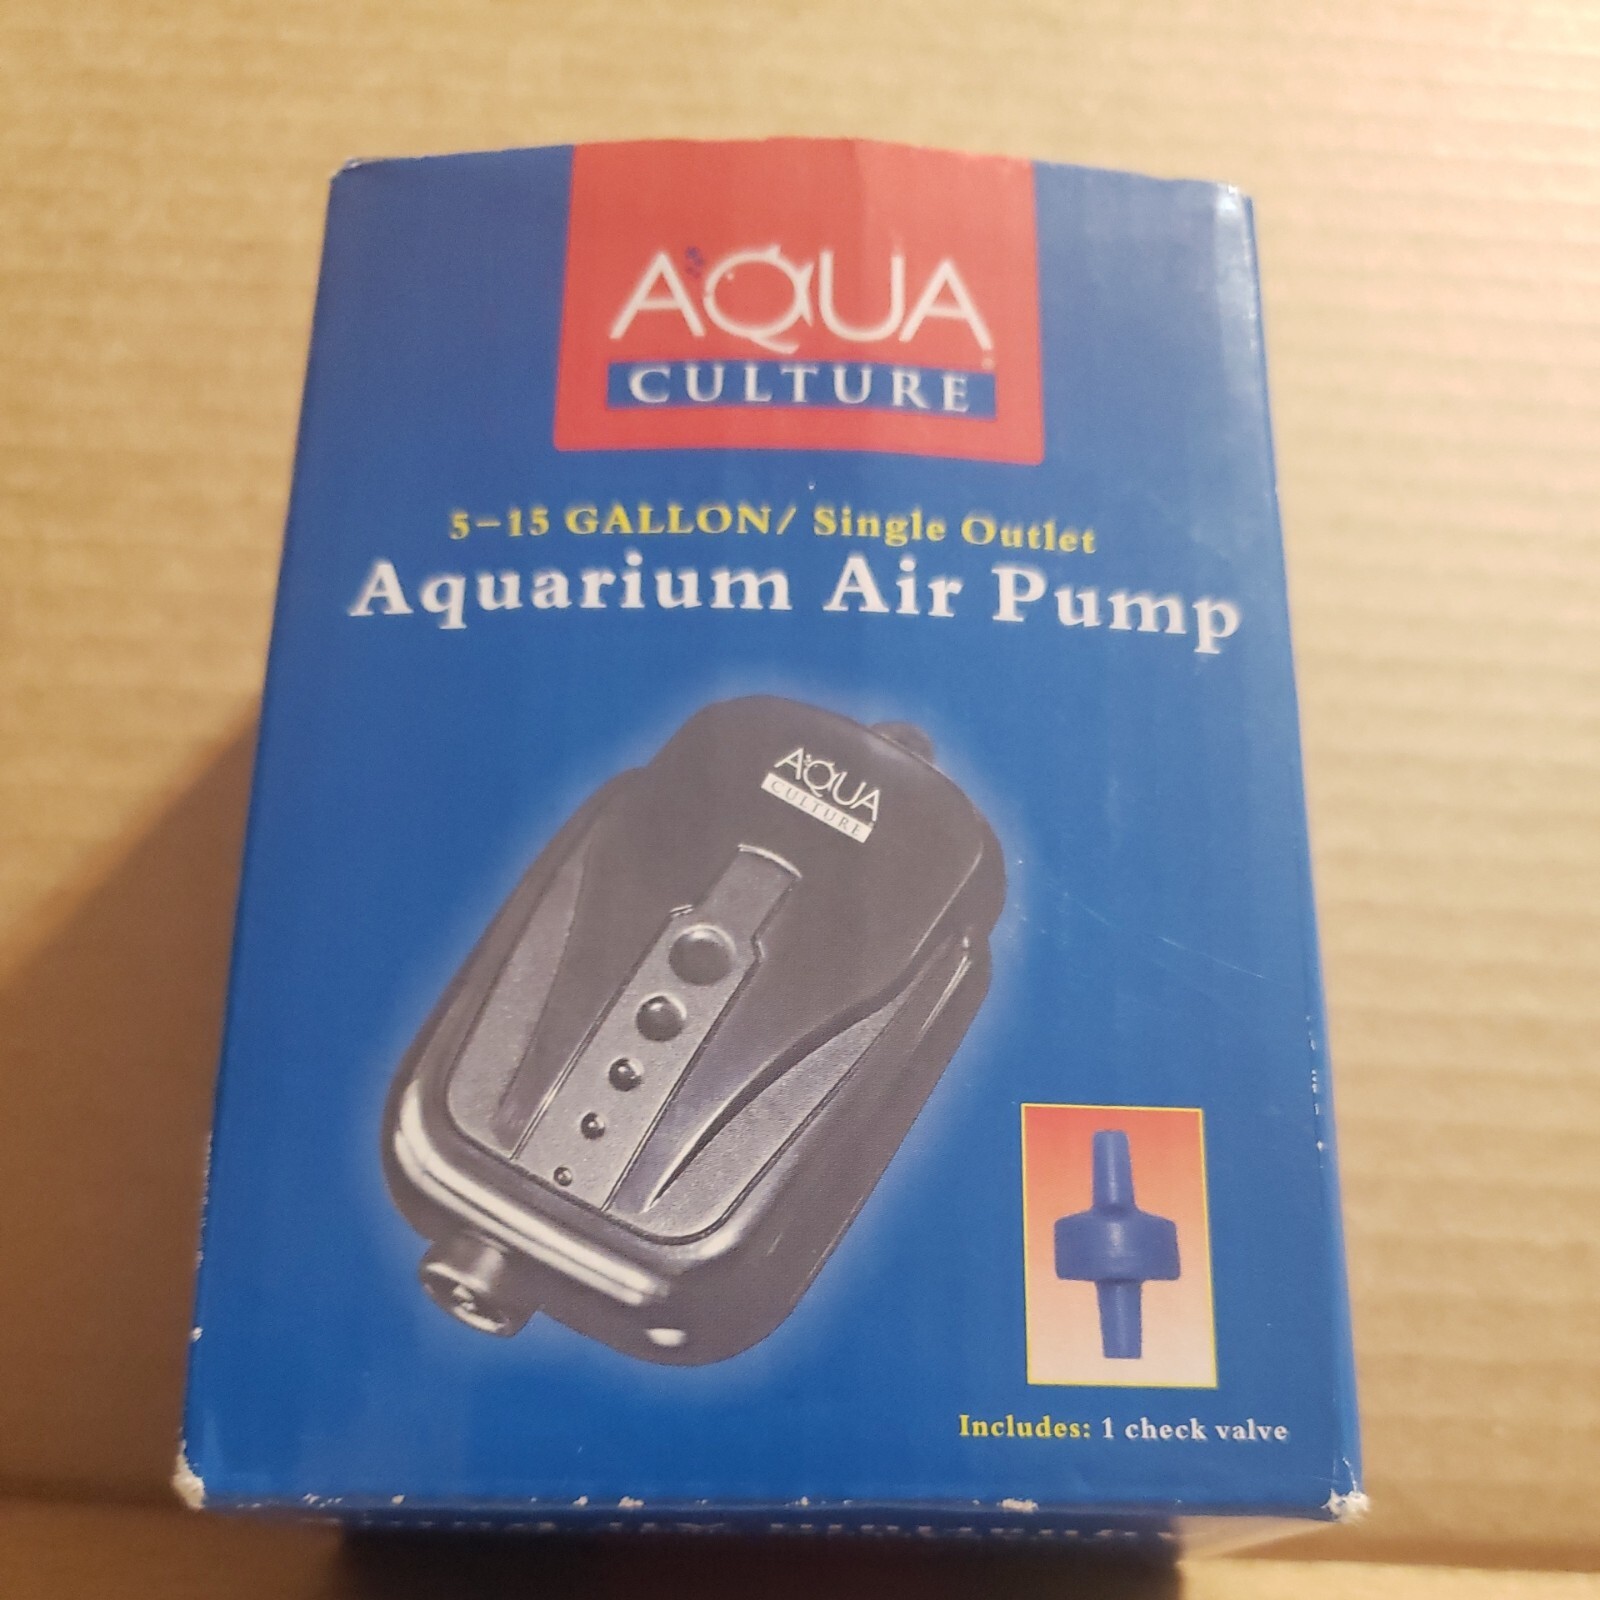 AQUA
CULTURE
5-15 GALLON/ Single Outlet
Aquarium Air Pump
AQUA
CULTURE
Includes: 1 check valve